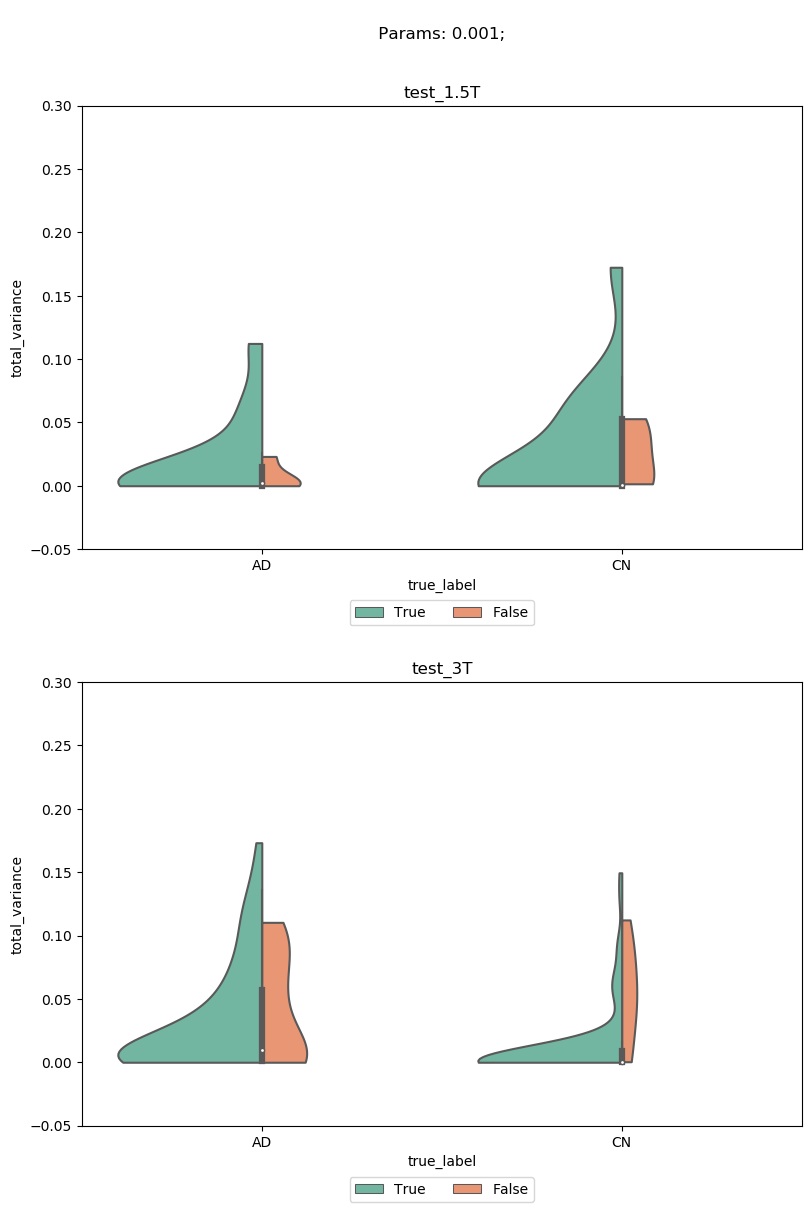 Params: 0.001;
test_1.5T
0.30
0.25
0.20
0.15
0.10
0.05
0.00
−0.05
total_variance
AD CN
true_label
True False
test_3T
0.30
0.25
0.20
0.15
0.10
0.05
0.00
−0.05
total_variance
AD CN
true_label
True False